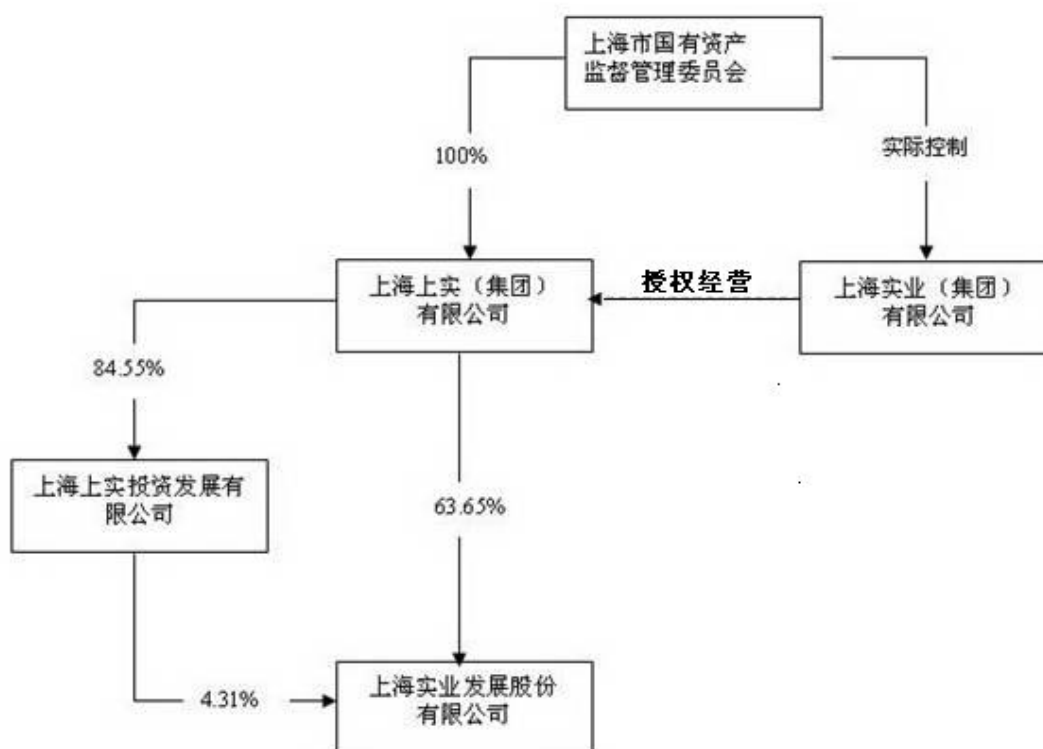 上海市国有资产
监督管理委员会
100%
实际控制
上海上实（集团）
有限公司
授权经营
上海实业（集团）
有限公司
84.55%
上海上实投资发展有
限公司
63.65%
4.31%
上海实业发展股份
有限公司